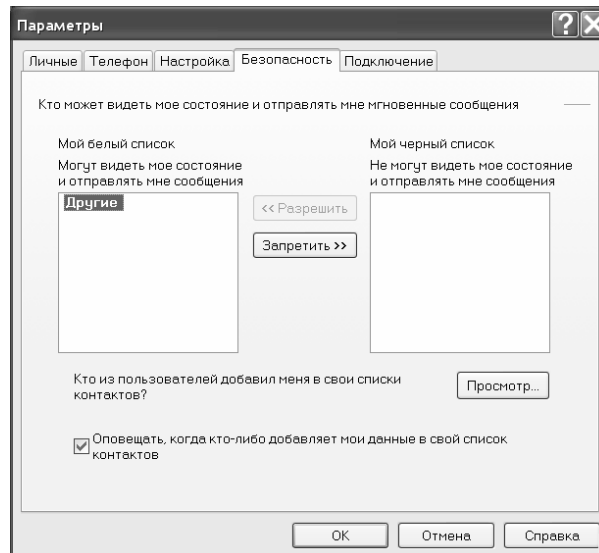 Параметры
Личные Телефон Настройка Безопасность Подключение
Кто может видеть мое состояние и отправлять мне мгновенные сообщения
Мой белый список
Могут видеть мое состояние
и отправлять мне сообщения
Другие
<< Разрешить
Запретить >>
Мой черный список
Не могут видеть мое состояние
и отправлять мне сообщения
Кто из пользователей добавил меня в свои списки
контактов?
Просмотр...
Оповещать, когда кто-либо добавляет мои данные в свой список
контактов
OK Отмена Справка